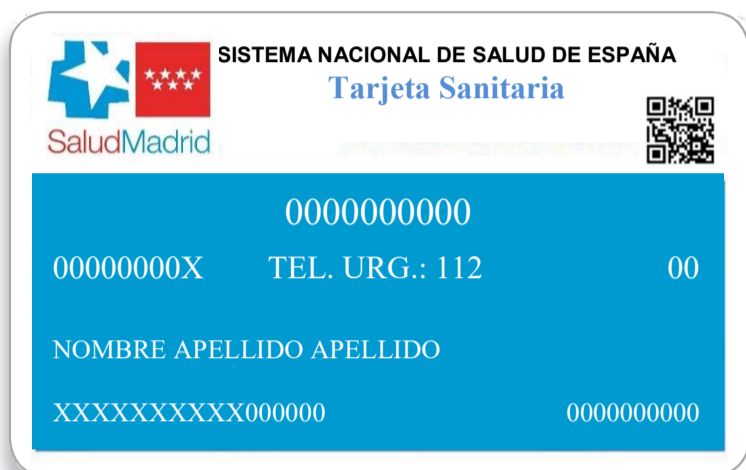 SISTEMA NACIONAL DE SALUD DE ESPAÑA
Tarjeta Sanitaria
SaludMadrid
0000000000
00000000X TEL. URG.: 112 00
NOMBRE APELLIDO APELLIDO
XXXXXXXXXX000000 0000000000